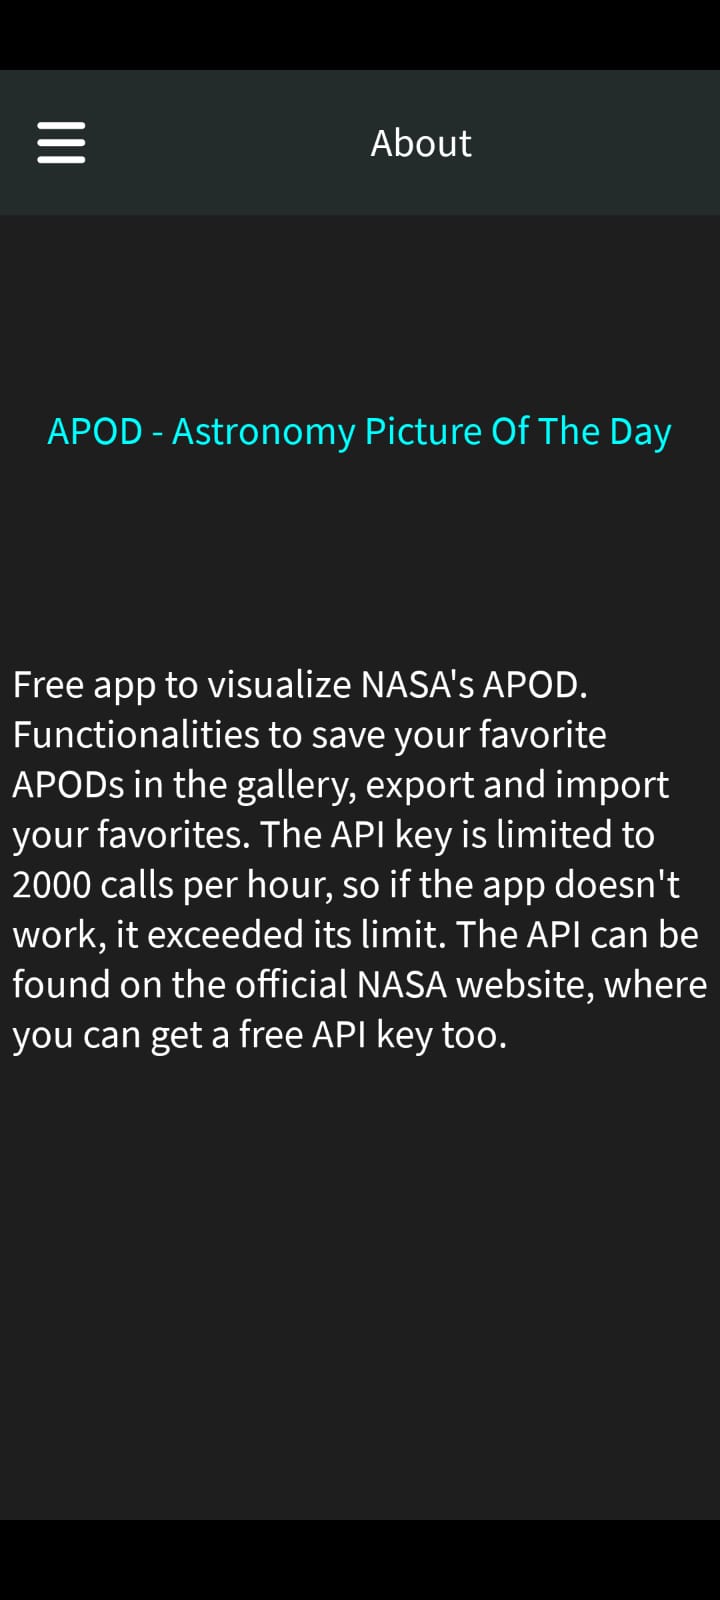 About
APOD - Astronomy Picture Of The Day
Free app to visualize NASA's APOD.
Functionalities to save your favorite
APODs in the gallery, export and import
your favorites. The API key is limited to
2000 calls per hour, so if the app doesn't
work, it exceeded its limit. The API can be
found on the official NASA website, where
you can get a free API key too.